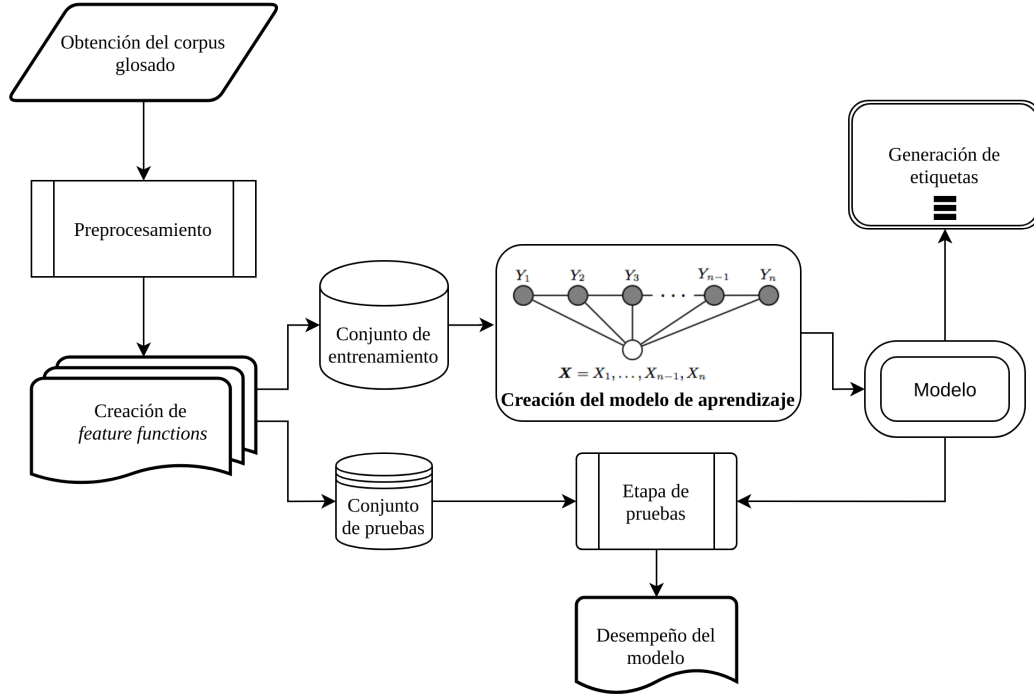 Obtención del corpus
glosado
Preprocesamiento
Creación de
feature functions
Conjunto de
entrenamiento
Conjunto
de pruebas
Y₁ Y₂ Y₃ · · · Yₙ₋₁ Yₙ
X = X₁, . . . , Xₙ₋₁, Xₙ
Creación del modelo de aprendizaje
Generación de
etiquetas
Modelo
Etapa de
pruebas
Desempeño del
modelo